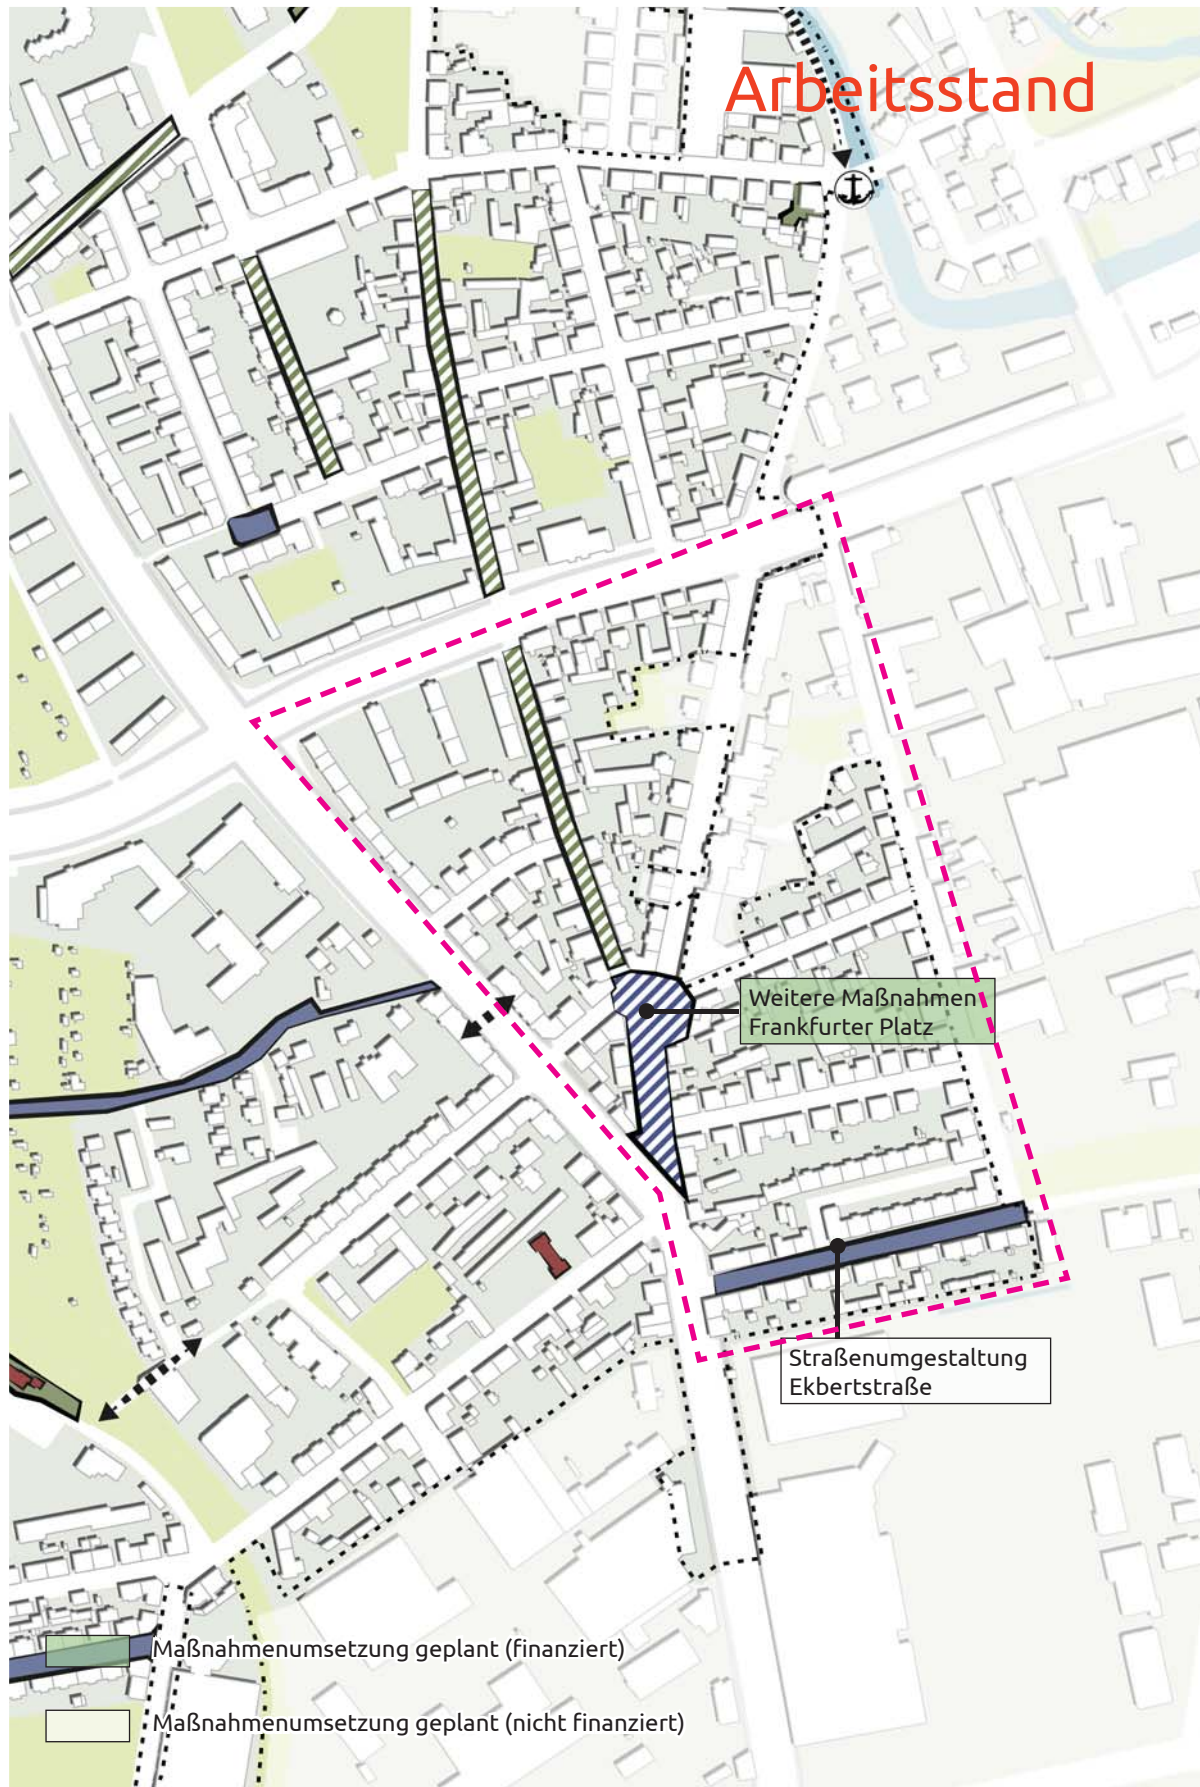 Arbeitsstand
Weitere Maßnahmen
Frankfurter Platz
Straßenumgestaltung
Ekbertstraße
Maßnahmenumsetzung geplant (finanziert)
Maßnahmenumsetzung geplant (nicht finanziert)